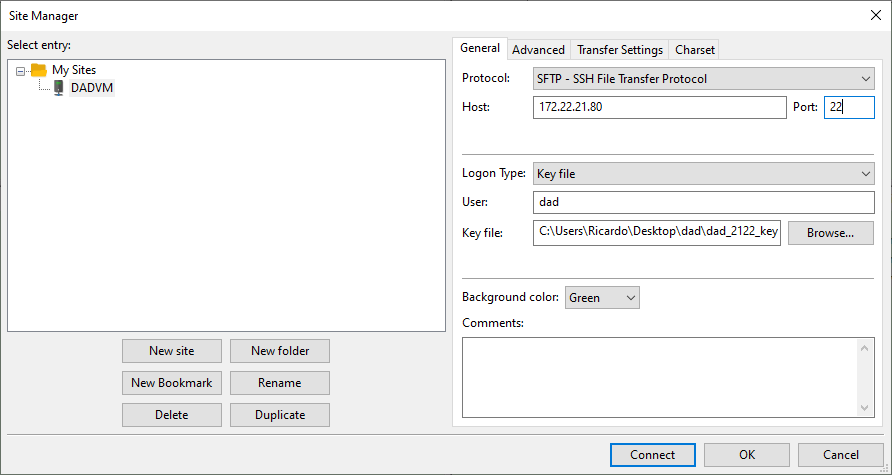 Site Manager
Select entry:
My Sites
DADVM
New site
New folder
New Bookmark
Rename
Delete
Duplicate
General
Advanced
Transfer Settings
Charset
Protocol:
SFTP - SSH File Transfer Protocol
Host:
172.22.21.80
Port:
22
Logon Type:
Key file
User:
dad
Key file:
C:\Users\Ricardo\Desktop\dad\dad_2122_key
Browse...
Background color:
Green
Comments:
Connect
OK
Cancel